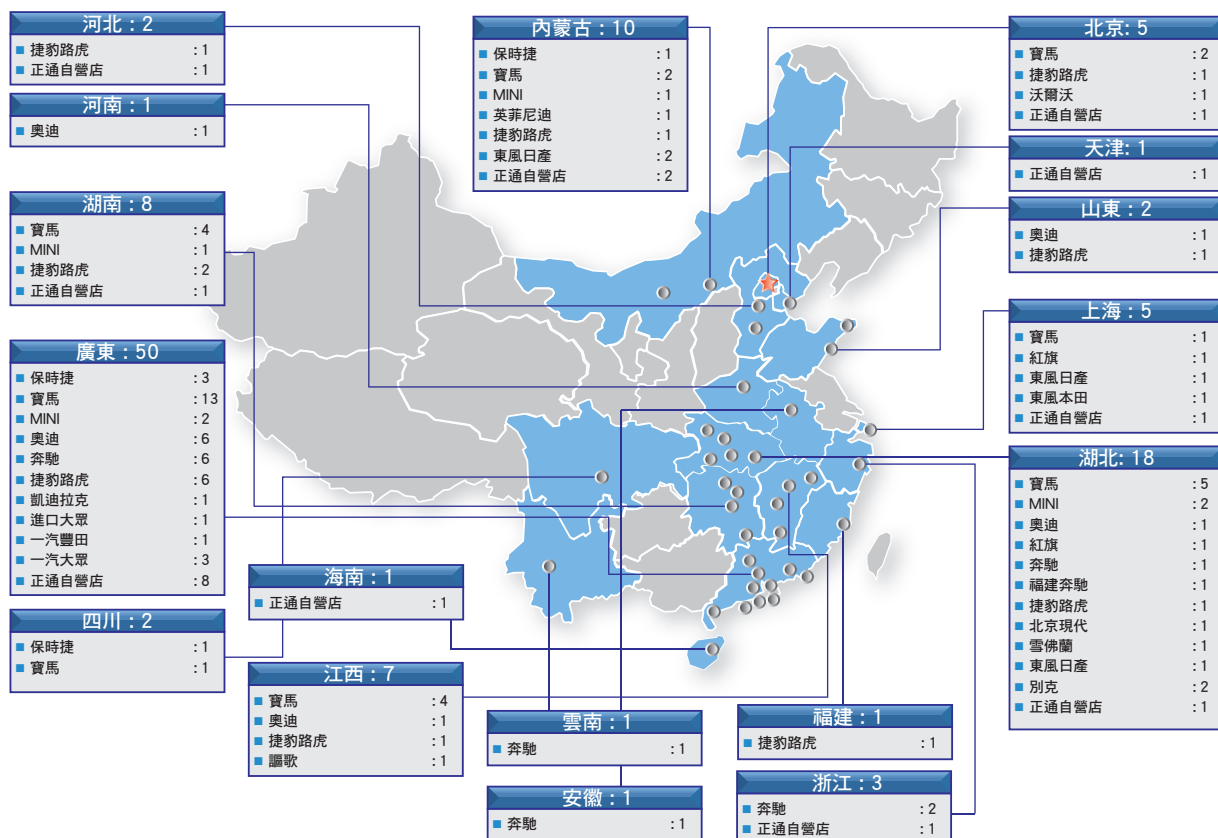 河北 : 2
捷豹路虎 : 1
正通自營店 : 1
河南 : 1
奧迪 : 1
湖南 : 8
寶馬 : 4
MINI : 1
捷豹路虎 : 2
正通自營店 : 1
廣東 : 50
保時捷 : 3
寶馬 : 13
MINI : 2
奧迪 : 6
奔馳 : 6
捷豹路虎 : 6
凱迪拉克 : 1
進口大眾 : 1
一汽豐田 : 1
一汽大眾 : 3
正通自營店 : 8
四川 : 2
保時捷 : 1
寶馬 : 1
內蒙古 : 10
保時捷 : 1
寶馬 : 2
MINI : 1
英菲尼迪 : 1
捷豹路虎 : 1
東風日產 : 2
正通自營店 : 2
海南 : 1
正通自營店 : 1
江西 : 7
寶馬 : 4
奧迪 : 1
捷豹路虎 : 1
謳歌 : 1
雲南 : 1
奔馳 : 1
安徽 : 1
奔馳 : 1
福建 : 1
捷豹路虎 : 1
浙江 : 3
奔馳 : 2
正通自營店 : 1
北京: 5
寶馬 : 2
捷豹路虎 : 1
沃爾沃 : 1
正通自營店 : 1
天津: 1
正通自營店 : 1
山東 : 2
奧迪 : 1
捷豹路虎 : 1
上海 : 5
寶馬 : 1
紅旗 : 1
東風日產 : 1
東風本田 : 1
正通自營店 : 1
湖北: 18
寶馬 : 5
MINI : 2
奧迪 : 1
紅旗 : 1
奔馳 : 1
福建奔馳 : 1
捷豹路虎 : 1
北京現代 : 1
雪佛蘭 : 1
東風日產 : 1
別克 : 2
正通自營店 : 1